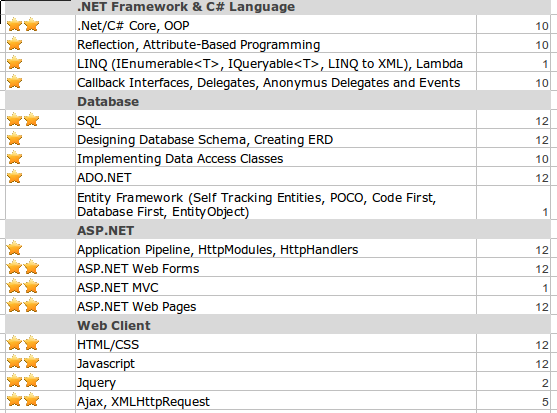 .NET Framework & C# Language
.Net/C# Core, OOP 10
Reflection, Attribute-Based Programming 10
LINQ (IEnumerable<T>, IQueryable<T>, LINQ to XML), Lambda 1
Callback Interfaces, Delegates, Anonymus Delegates and Events 10
Database
SQL 12
Designing Database Schema, Creating ERD 12
Implementing Data Access Classes 10
ADO.NET 12
Entity Framework (Self Tracking Entities, POCO, Code First,
Database First, EntityObject) 1
ASP.NET
Application Pipeline, HttpModules, HttpHandlers 12
ASP.NET Web Forms 12
ASP.NET MVC 1
ASP.NET Web Pages 12
Web Client
HTML/CSS 12
Javascript 12
Jquery 2
Ajax, XMLHttpRequest 5